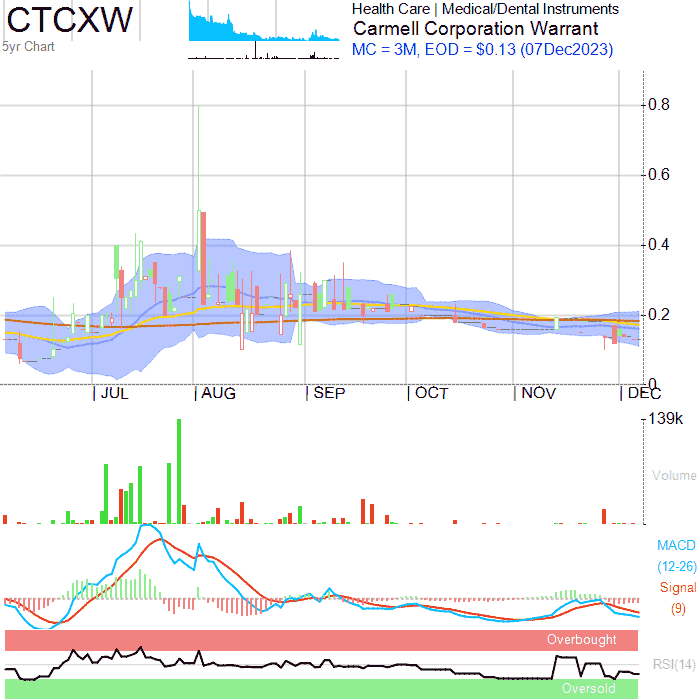 CTCXW
5yr Chart
Health Care | Medical/Dental Instruments
Carmell Corporation Warrant
MC = 3M, EOD = $0.13 (07Dec2023)
0.8
0.6
0.4
0.2
0
JUL AUG SEP OCT NOV DEC
139k
Volume
MACD
(12-26)
Signal
(9)
Overbought
RSI(14)
Oversold